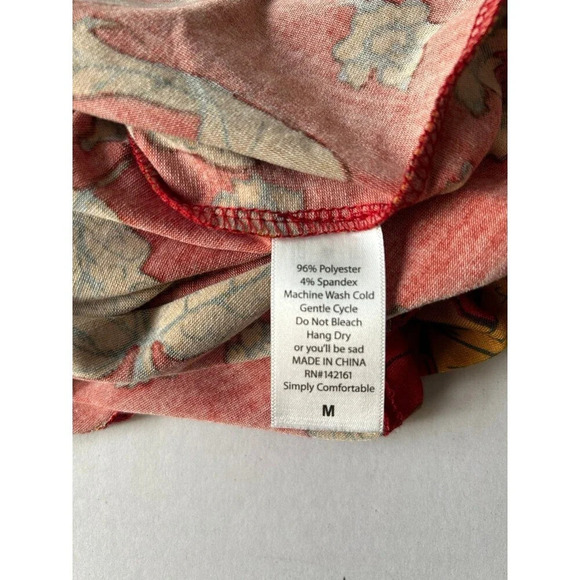 96% Polyester
4% Spandex
Machine Wash Cold
Gentle Cycle
Do Not Bleach
Hang Dry
or you'll be sad
MADE IN CHINA
RN#142161
Simply Comfortable
M